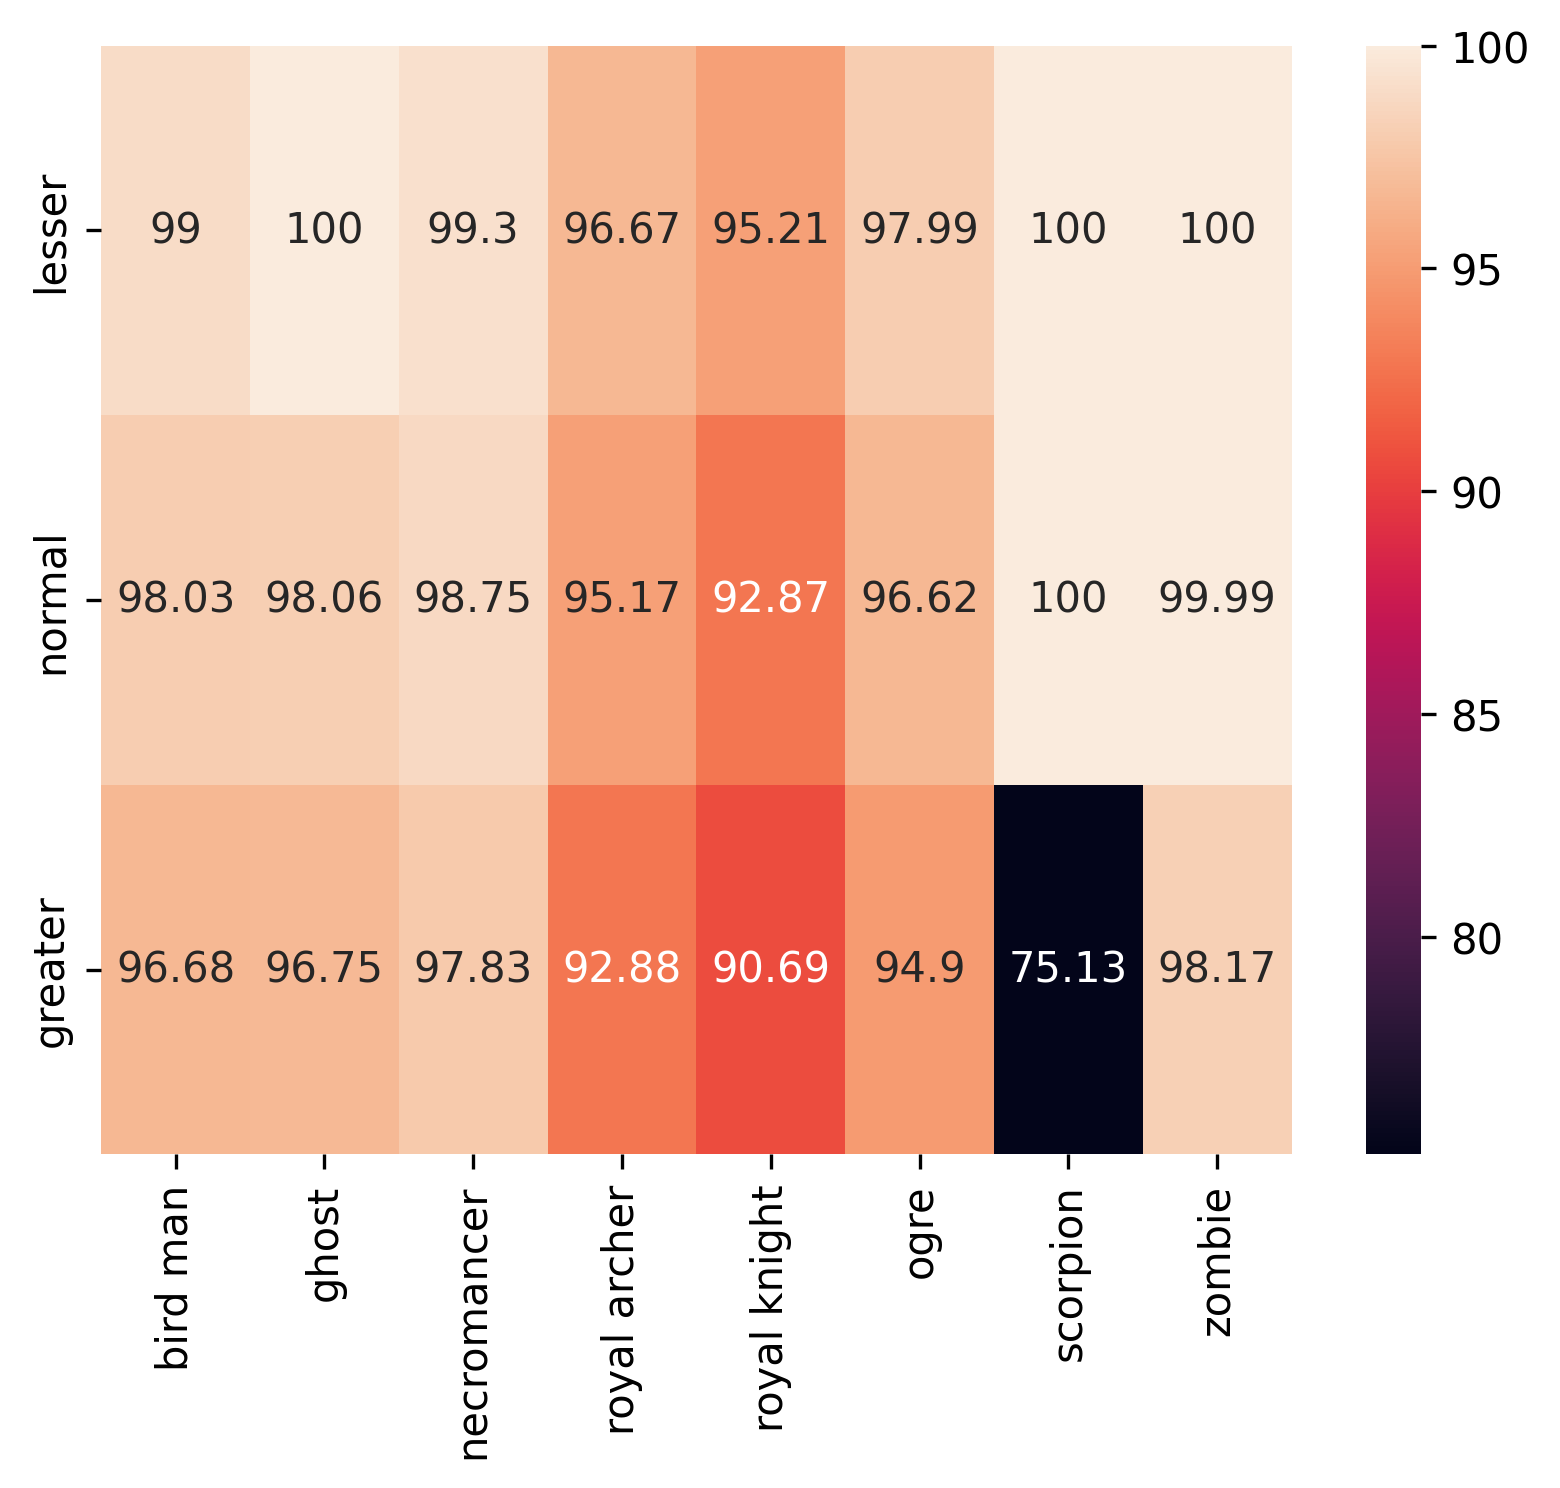 lesser 99 100 99.3 96.67 95.21 97.99 100 100
normal 98.03 98.06 98.75 95.17 92.87 96.62 100 99.99
greater 96.68 96.75 97.83 92.88 90.69 94.9 75.13 98.17
bird man
ghost
necromancer
royal archer
royal knight
ogre
scorpion
zombie
100
95
90
85
80